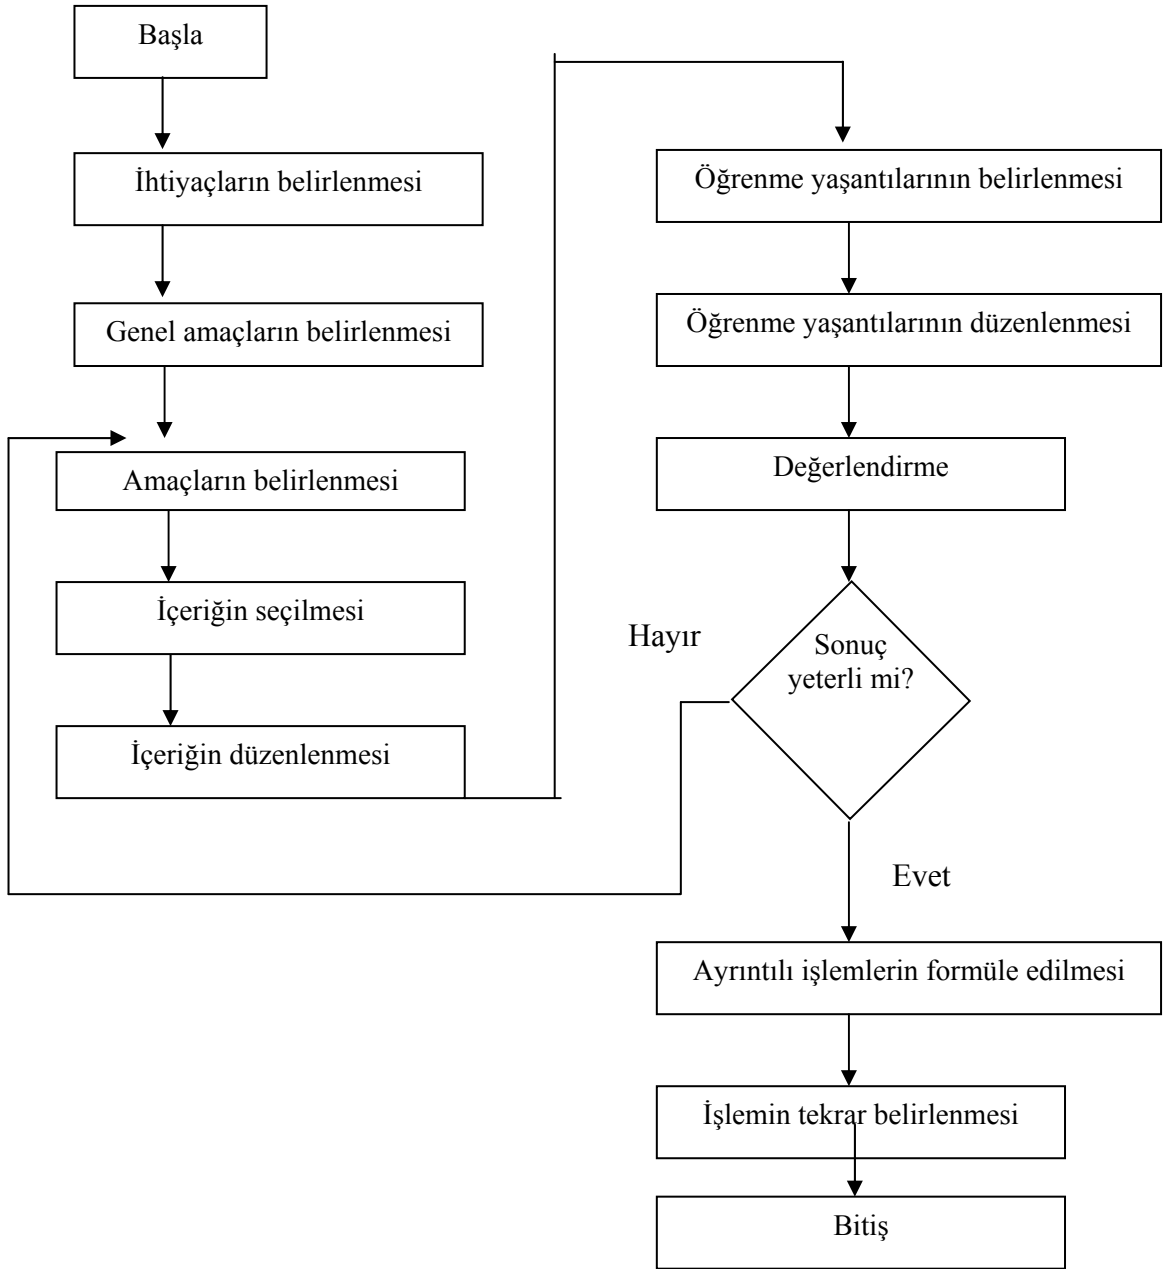 Başla
İhtiyaçların belirlenmesi
Genel amaçların belirlenmesi
Amaçların belirlenmesi
İçeriğin seçilmesi
İçeriğin düzenlenmesi
Öğrenme yaşantılarının belirlenmesi
Öğrenme yaşantılarının düzenlenmesi
Değerlendirme
Sonuç
yeterli mi?
Hayır
Evet
Ayrıntılı işlemlerin formüle edilmesi
İşlemin tekrar belirlenmesi
Bitiş